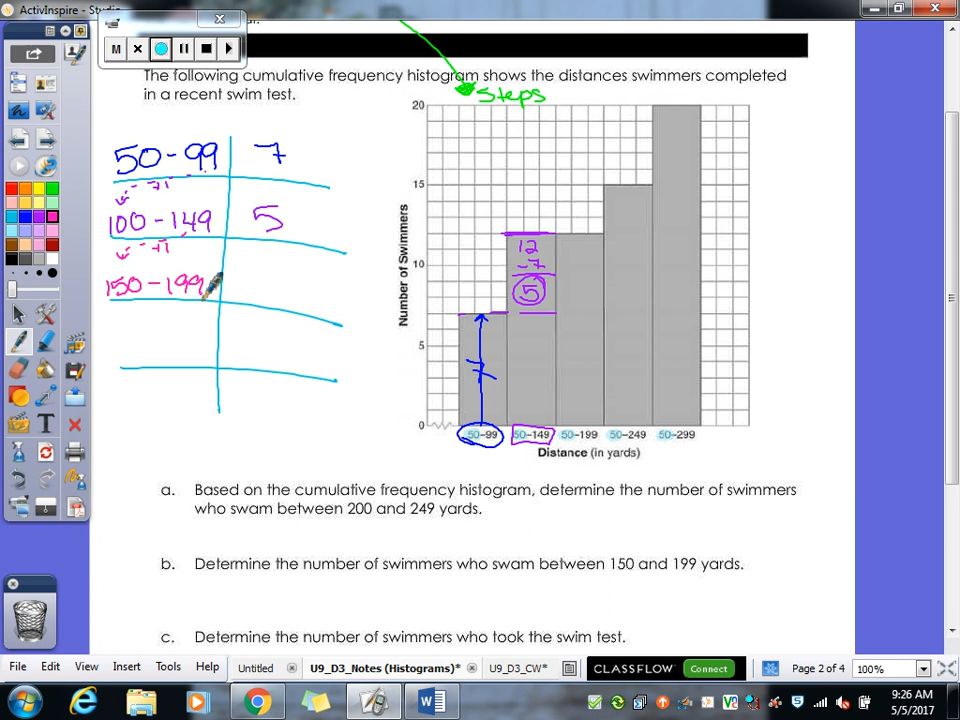 ActivInspire - Studio
The following cumulative frequency histogram shows the distances swimmers completed
in a recent swim test.
Steps
50-99 7
+1
100-149 5
+1
150-199
Number of Swimmers
20
15
10
5
0
12
-7
5
7
50–99 50–149 50–199 50–249 50–299
Distance (in yards)
a. Based on the cumulative frequency histogram, determine the number of swimmers
who swam between 200 and 249 yards.
b. Determine the number of swimmers who swam between 150 and 199 yards.
c. Determine the number of swimmers who took the swim test.
File Edit View Insert Tools Help Untitled U9_D3_Notes (Histograms)* U9_D3_CW* CLASSFLOW Connect Page 2 of 4 100%
9:26 AM
5/5/2017